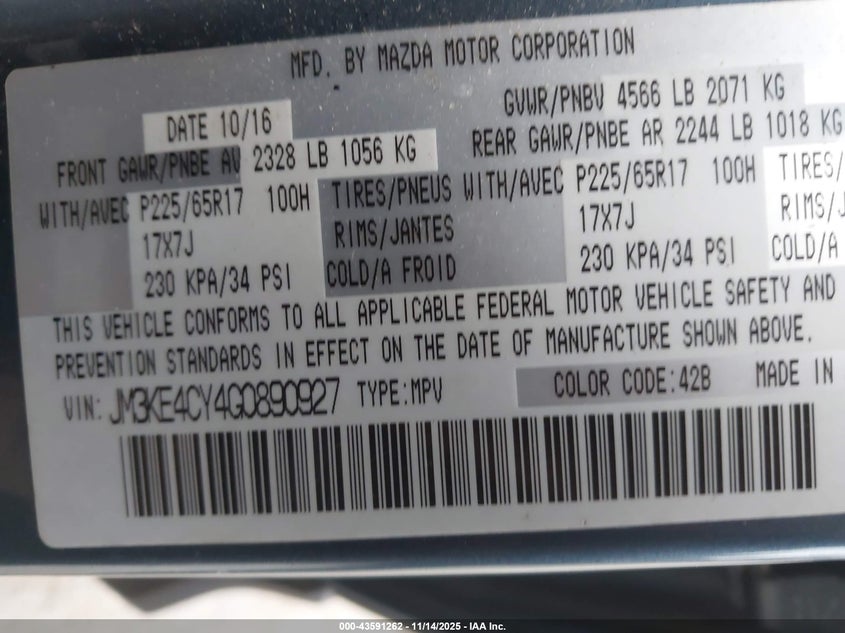 MFD. BY MAZDA MOTOR CORPORATION
DATE 10/16
GVWR/PNBV 4566 LB 2071 KG
FRONT GAWR/PNBE AV 2328 LB 1056 KG
REAR GAWR/PNBE AR 2244 LB 1018 KG
WITH/AVEC P225/65R17 100H TIRES/PNEUS WITH/AVEC P225/65R17 100H TIRES/
17X7J RIMS/JANTES 17X7J RIMS/J
230 KPA/34 PSI COLD/A FROID 230 KPA/34 PSI COLD/A
THIS VEHICLE CONFORMS TO ALL APPLICABLE FEDERAL MOTOR VEHICLE SAFETY AND
PREVENTION STANDARDS IN EFFECT ON THE DATE OF MANUFACTURE SHOWN ABOVE.
VIN: JM3KE4CY4G0890927 TYPE:MPV COLOR CODE:42B MADE IN
000-43591262 - 11/14/2025 - IAA Inc.